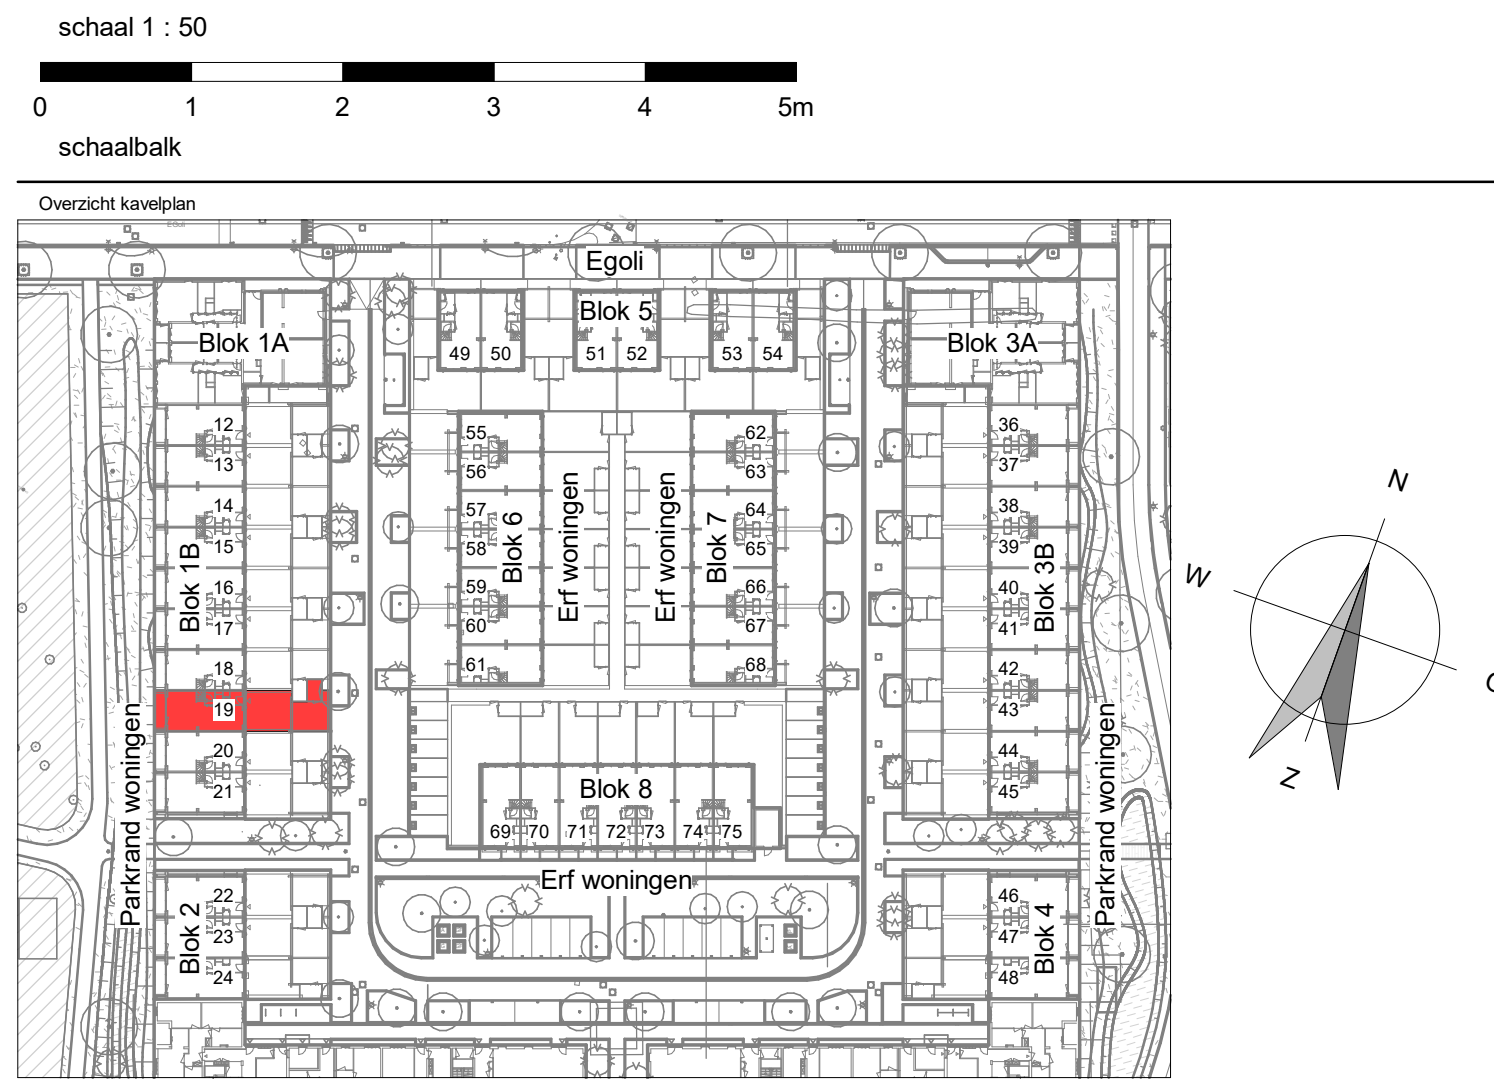 schaal 1 : 50
0 1 2 3 4 5m
schaalbalk
Overzicht kavelplan
Egoli
Blok 5
Blok 1A
Blok 3A
49 50 51 52 53 54
12
13
14
15
16
17
18
19
20
21
Blok 1B
Parkrand woningen
55
56
57
58
59
60
61
Blok 6
Erf woningen
Erf woningen
Blok 7
62
63
64
65
66
67
68
36
37
38
39
40
41
42
43
44
45
Blok 3B
Parkrand woningen
Blok 8
69 70 71 72 73 74 75
Erf woningen
Blok 2
22
23
24
46
47
48
Blok 4
N
W
Z